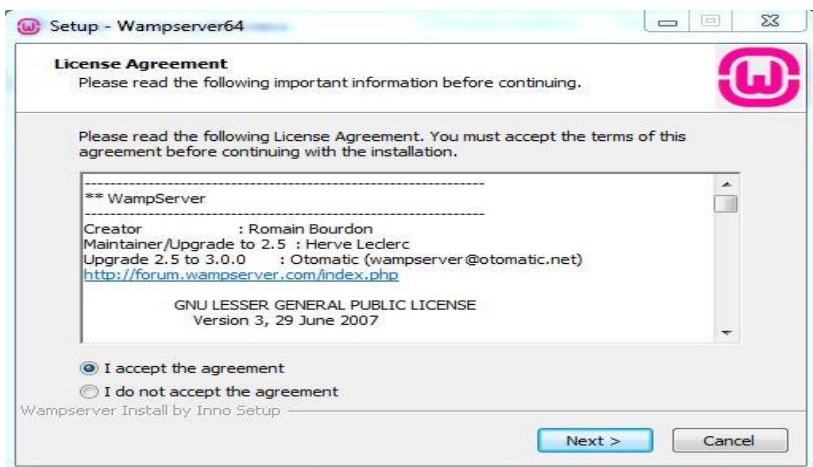 Setup - Wampserver64
License Agreement
Please read the following important information before continuing.
Please read the following License Agreement. You must accept the terms of this
agreement before continuing with the installation.
------------------------------------------------------------
** WampServer
------------------------------------------------------------
Creator : Romain Bourdon
Maintainer/Upgrade to 2.5 : Herve Leclerc
Upgrade 2.5 to 3.0.0 : Otomatic (wampserver@otomatic.net)
http://forum.wampserver.com/index.php
GNU LESSER GENERAL PUBLIC LICENSE
Version 3, 29 June 2007
I accept the agreement
I do not accept the agreement
Wampserver Install by Inno Setup
Next >
Cancel